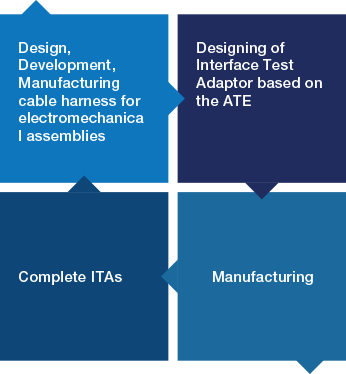 Design,
Development,
Manufacturing
cable harness for
electromechanica
l assemblies
Designing of
Interface Test
Adaptor based on
the ATE
Complete ITAs
Manufacturing